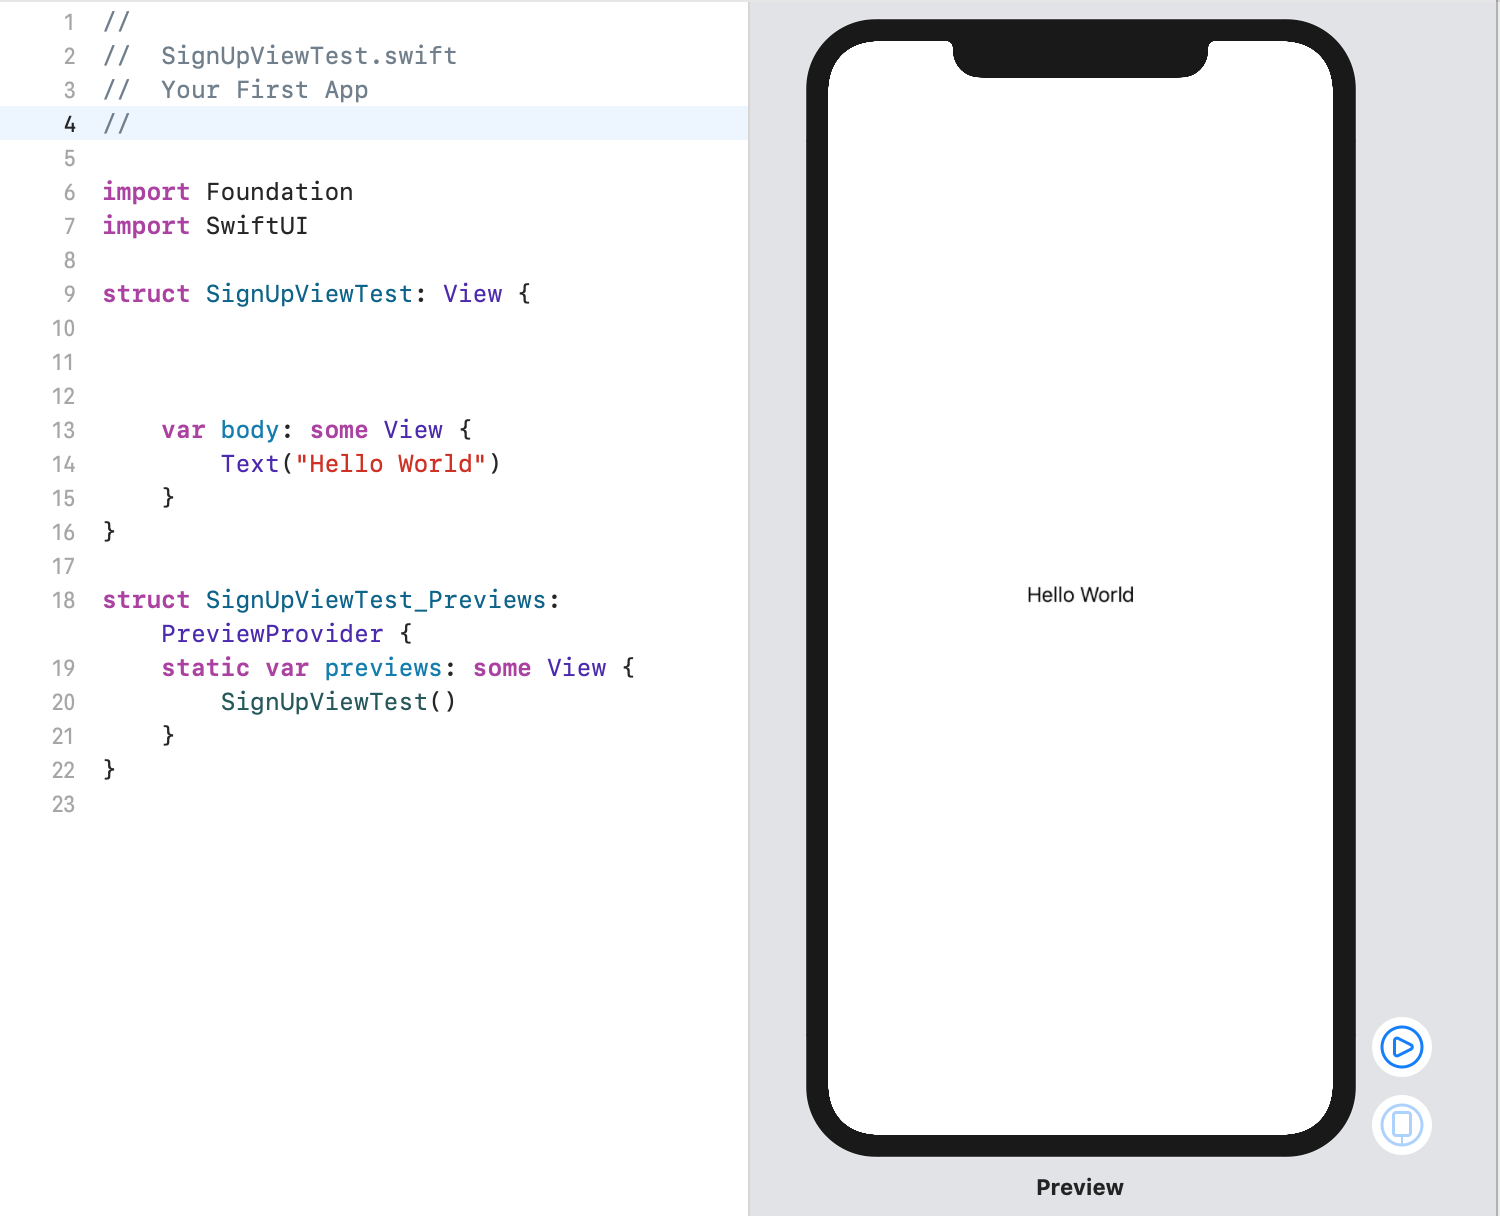 1 //
2 //  SignUpViewTest.swift
3 //  Your First App
4 //
5
6 import Foundation
7 import SwiftUI
8
9 struct SignUpViewTest: View {
10
11
12
13     var body: some View {
14         Text("Hello World")
15     }
16 }
17
18 struct SignUpViewTest_Previews:
    PreviewProvider {
19     static var previews: some View {
20         SignUpViewTest()
21     }
22 }
23
Hello World
Preview